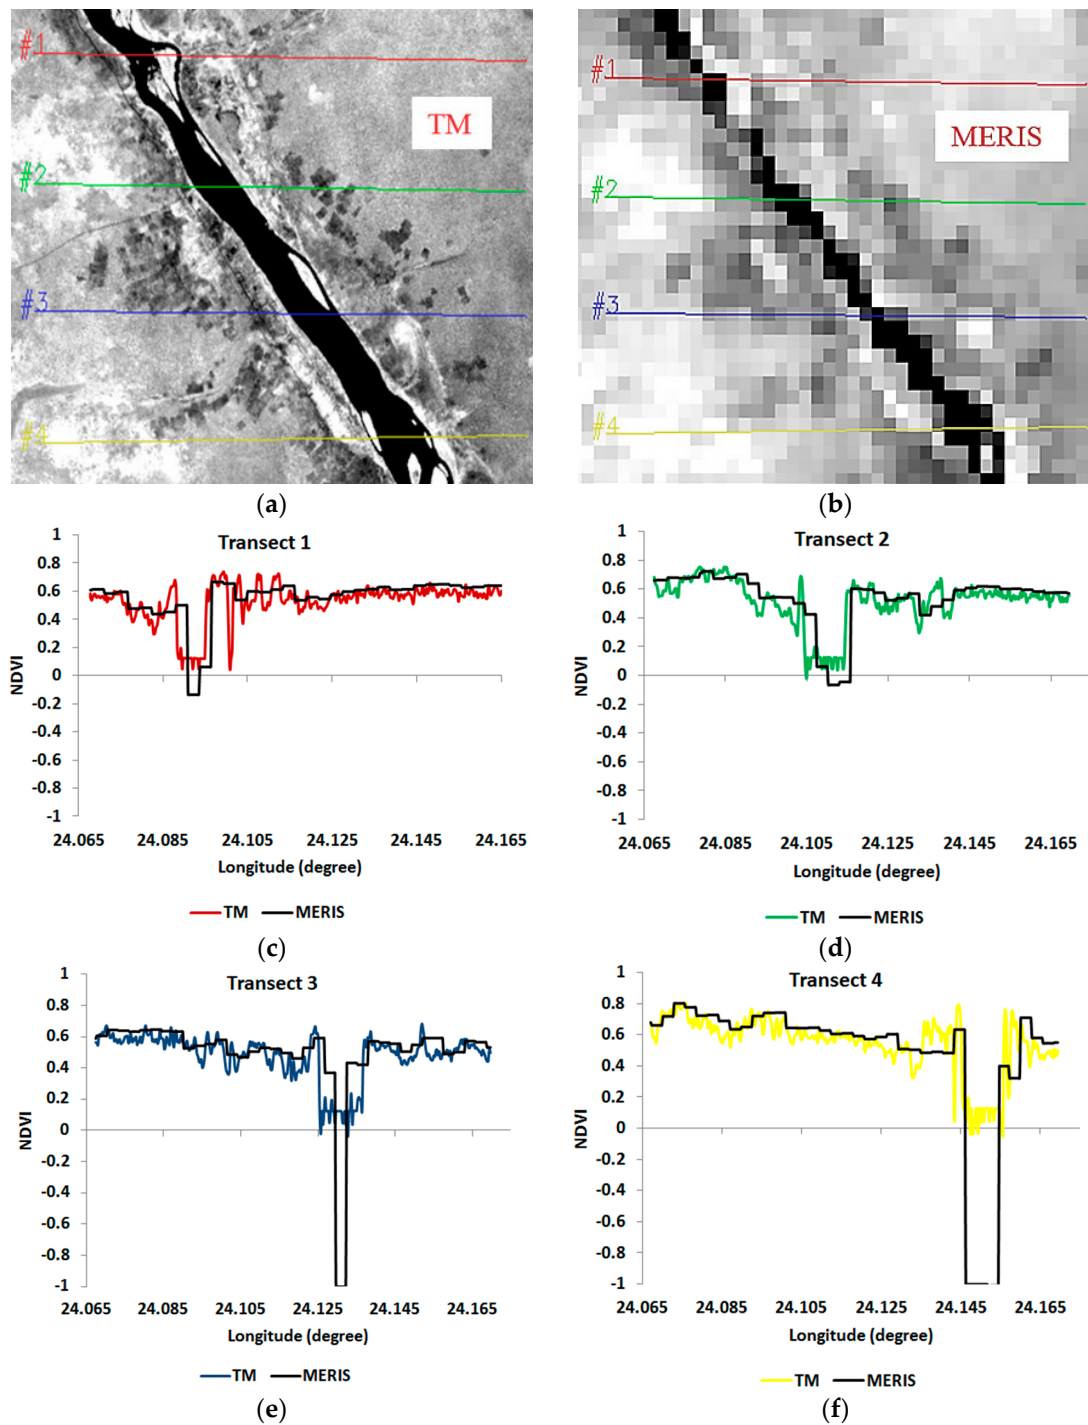 #1
TM
#2
#3
#4
(a)
#1
MERIS
#2
#3
#4
(b)
Transect 1
1
0.8
0.6
0.4
0.2
0
-0.2
-0.4
-0.6
-0.8
-1
NDVI
24.065 24.085 24.105 24.125 24.145 24.165
Longitude (degree)
TM MERIS
(c)
Transect 2
1
0.8
0.6
0.4
0.2
0
-0.2
-0.4
-0.6
-0.8
-1
NDVI
24.065 24.085 24.105 24.125 24.145 24.165
Longitude (degree)
TM MERIS
(d)
Transect 3
1
0.8
0.6
0.4
0.2
0
-0.2
-0.4
-0.6
-0.8
-1
NDVI
24.065 24.085 24.105 24.125 24.145 24.165
Longitude (degree)
TM MERIS
(e)
Transect 4
1
0.8
0.6
0.4
0.2
0
-0.2
-0.4
-0.6
-0.8
-1
NDVI
24.065 24.085 24.105 24.125 24.145 24.165
Longitude (degree)
TM MERIS
(f)